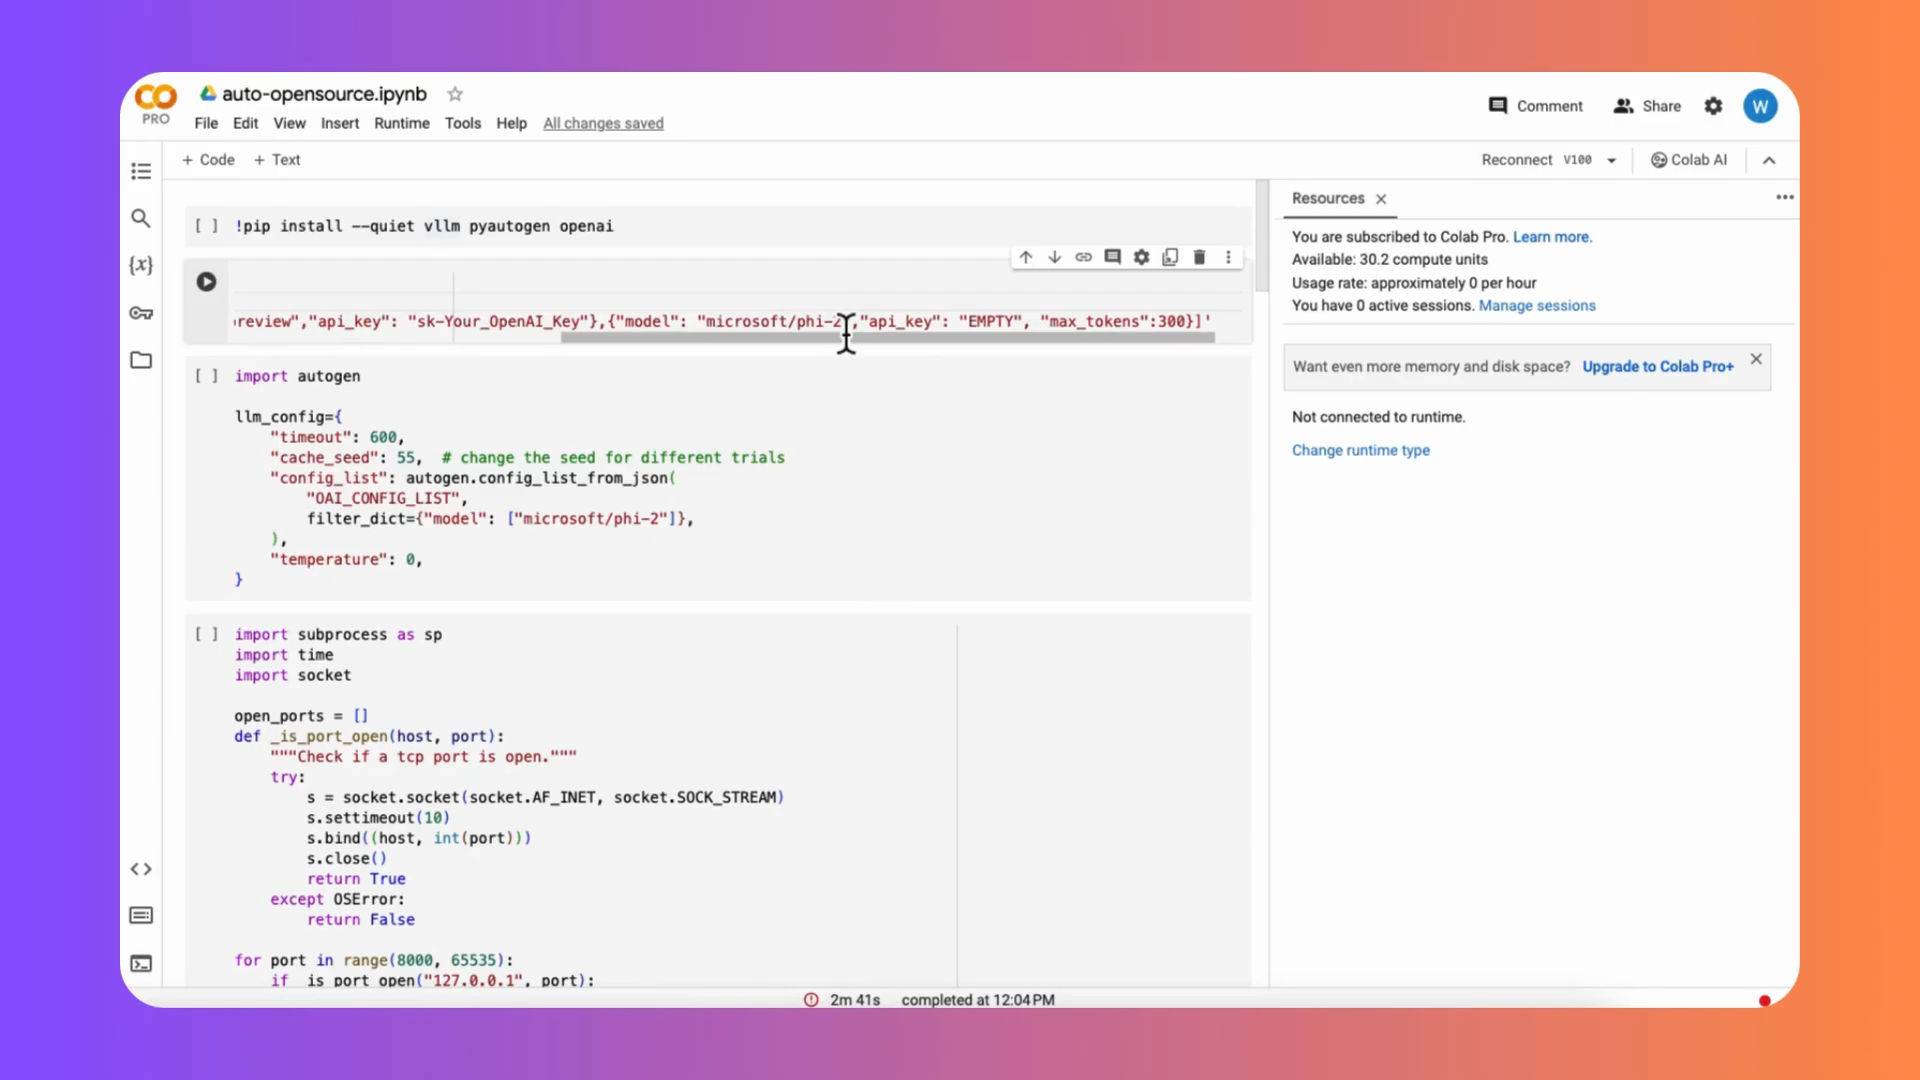 auto-opensource.ipynb
PRO
File Edit View Insert Runtime Tools Help All changes saved
Comment Share W
+ Code + Text
Reconnect V100 Colab AI
[ ] !pip install --quiet vllm pyautogen openai
review","api_key": "sk-Your_OpenAI_Key"},{"model": "microsoft/phi-2","api_key": "EMPTY", "max_tokens":300}]'
[ ] import autogen
llm_config={
"timeout": 600,
"cache_seed": 55, # change the seed for different trials
"config_list": autogen.config_list_from_json(
"OAI_CONFIG_LIST",
filter_dict={"model": ["microsoft/phi-2"]},
),
"temperature": 0,
}
[ ] import subprocess as sp
import time
import socket
open_ports = []
def _is_port_open(host, port):
"""Check if a tcp port is open."""
try:
s = socket.socket(socket.AF_INET, socket.SOCK_STREAM)
s.settimeout(10)
s.bind((host, int(port)))
s.close()
return True
except OSError:
return False
for port in range(8000, 65535):
if _is_port_open("127.0.0.1", port):
Resources
You are subscribed to Colab Pro. Learn more.
Available: 30.2 compute units
Usage rate: approximately 0 per hour
You have 0 active sessions. Manage sessions
Want even more memory and disk space? Upgrade to Colab Pro+
Not connected to runtime.
Change runtime type
2m 41s completed at 12:04 PM